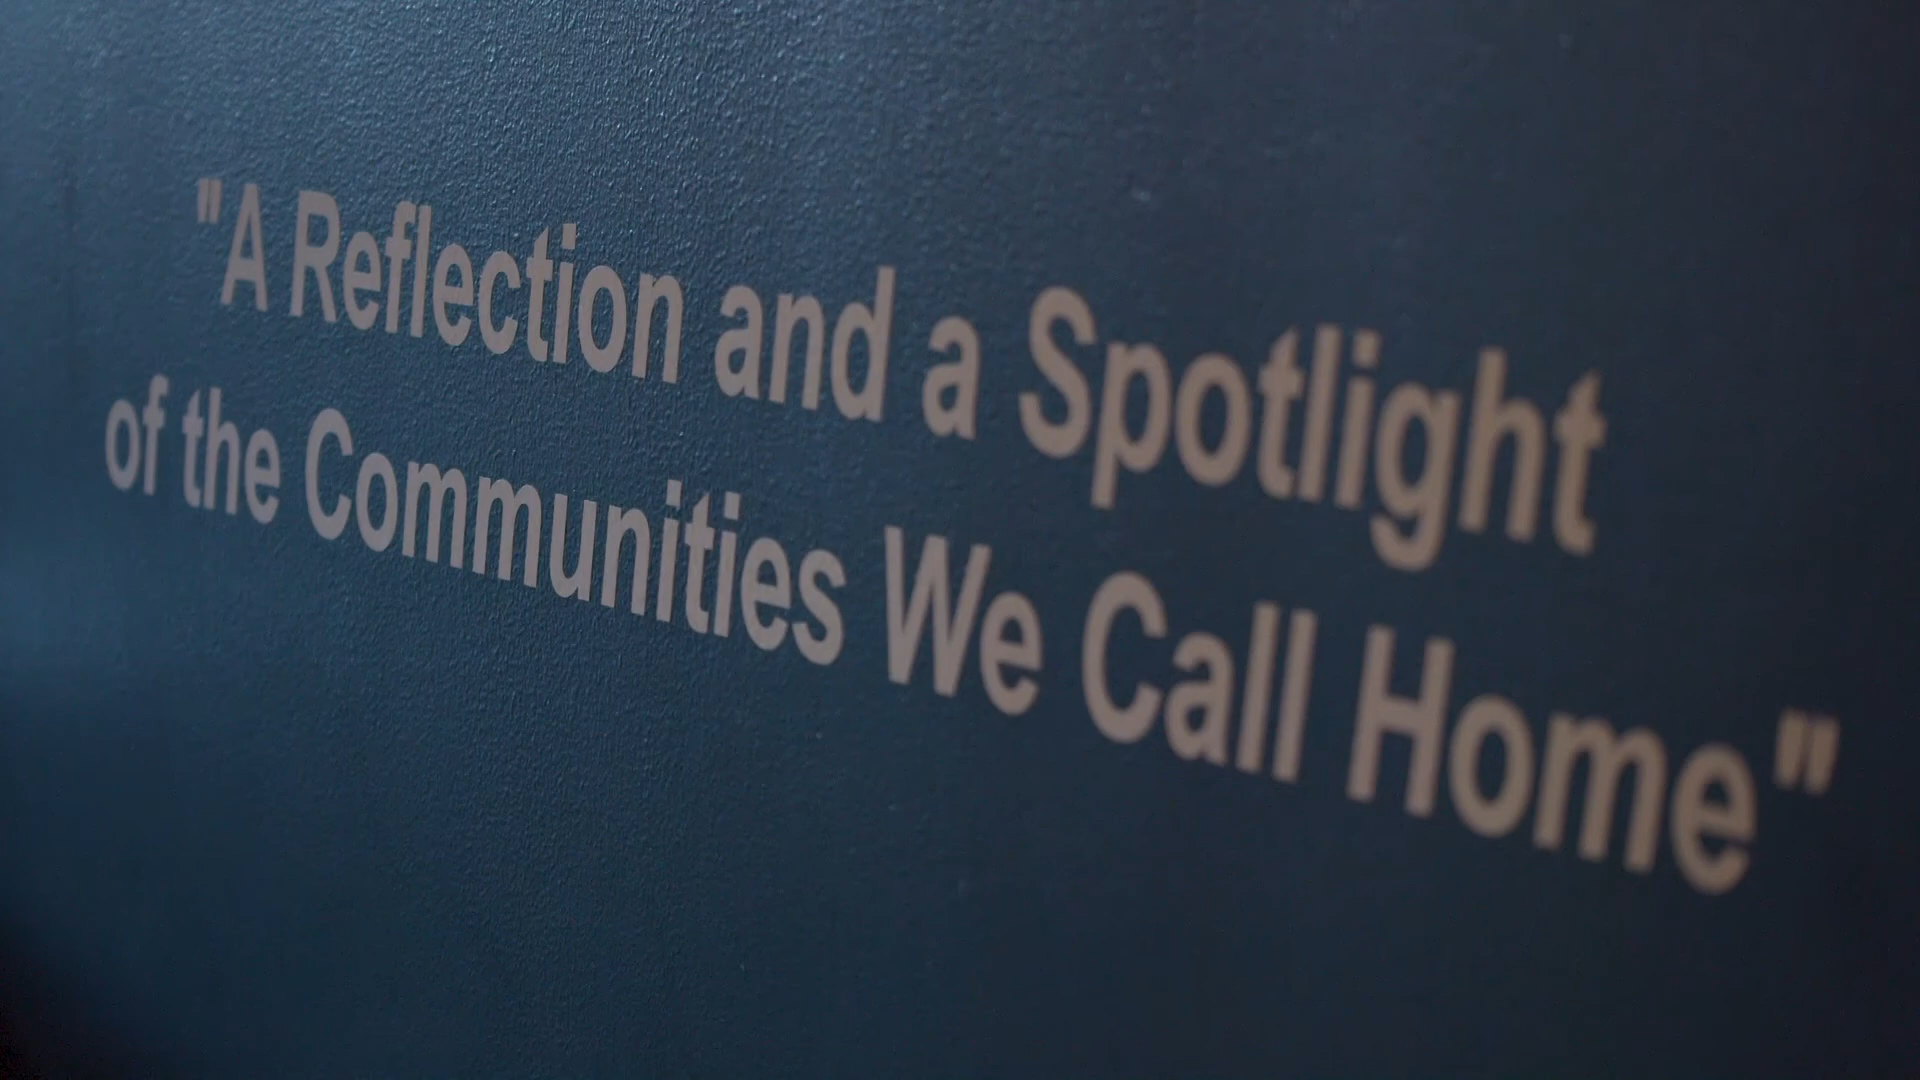 "A Reflection and a Spotlight
of the Communities We Call Home"